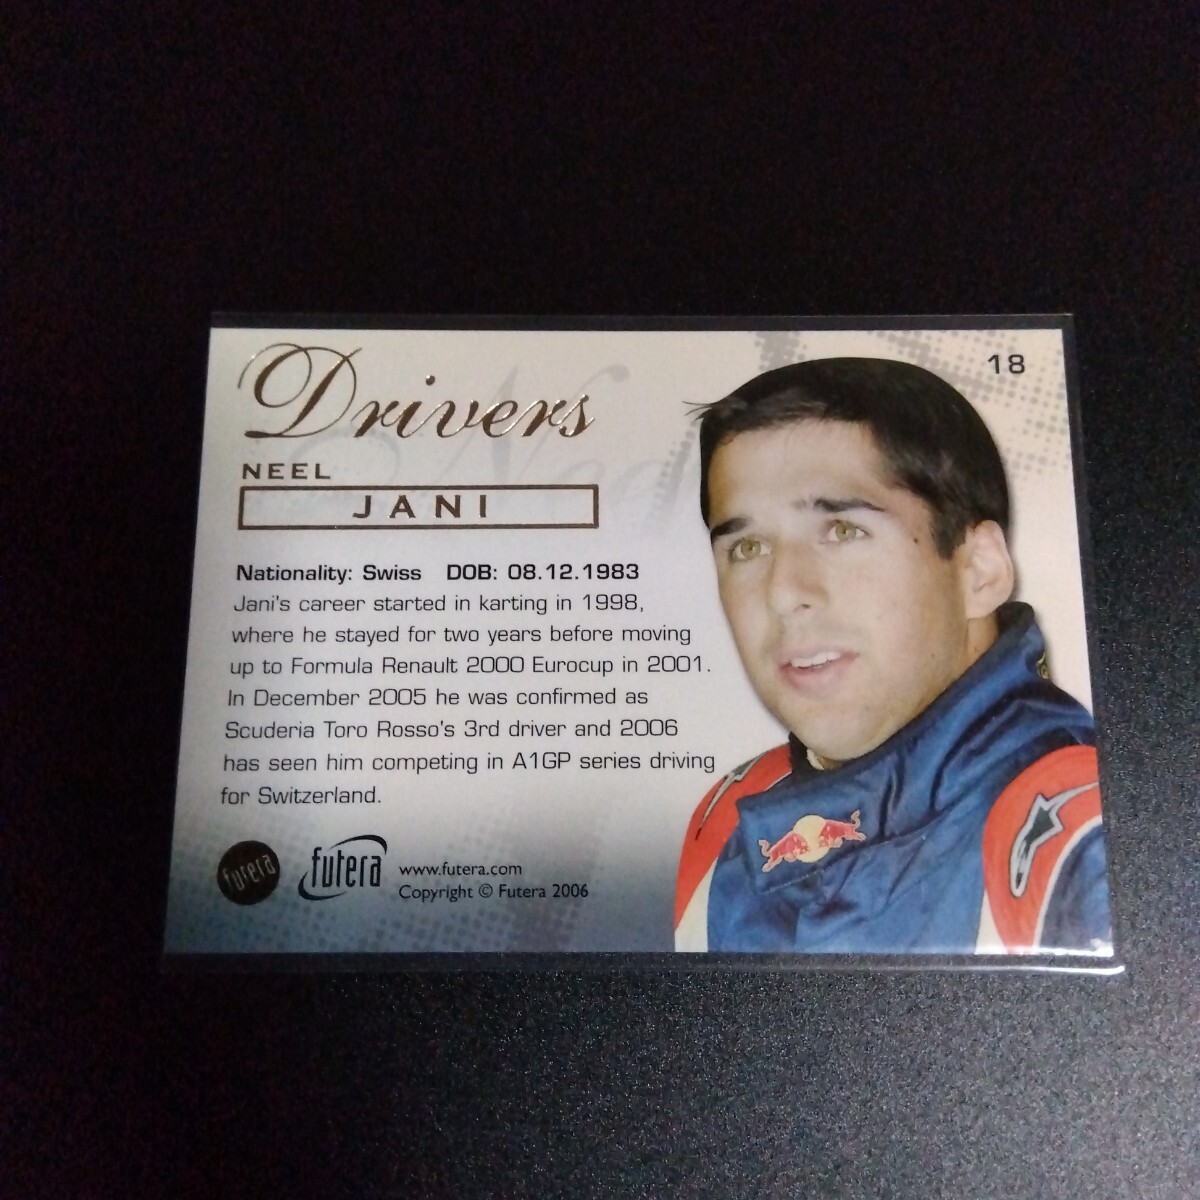 Drivers
18
NEEL
JANI
Nationality: Swiss DOB: 08.12.1983
Jani's career started in karting in 1998,
where he stayed for two years before moving
up to Formula Renault 2000 Eurocup in 2001.
In December 2005 he was confirmed as
Scuderia Toro Rosso's 3rd driver and 2006
has seen him competing in A1GP series driving
for Switzerland.
futera
futera
www.futera.com
Copyright © Futera 2006